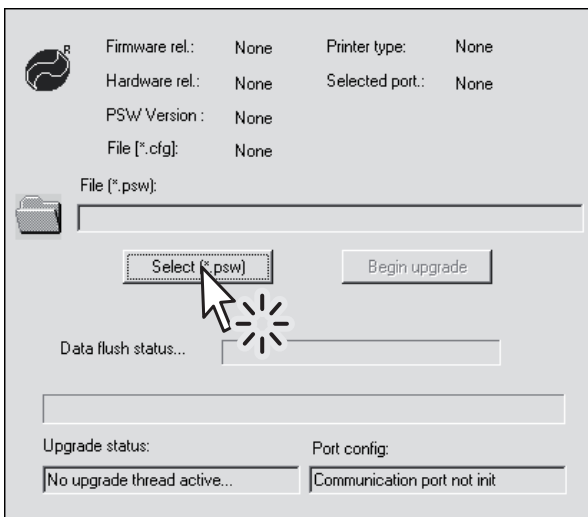 R
Firmware rel.: None Printer type: None
Hardware rel.: None Selected port.: None
PSW Version : None
File [*.cfg]: None
File (*.psw):
Select (*.psw) Begin upgrade
Data flush status...
Upgrade status: Port config:
No upgrade thread active... Communication port not init